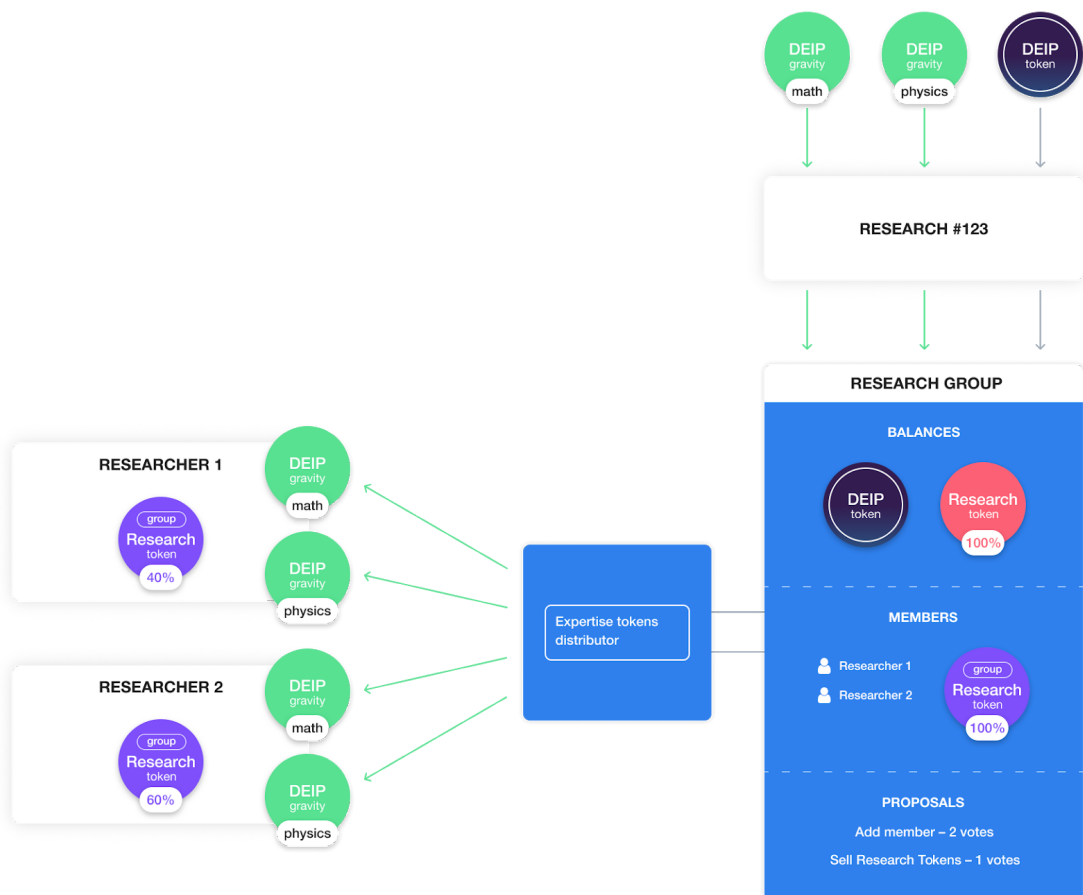 DEIP
gravity
math
DEIP
gravity
physics
DEIP
token
RESEARCH #123
RESEARCH GROUP
BALANCES
DEIP
token
Research
token
100%
MEMBERS
Researcher 1
Researcher 2
group
Research
token
100%
PROPOSALS
Add member – 2 votes
Sell Research Tokens – 1 votes
Expertise tokens
distributor
RESEARCHER 1
group
Research
token
40%
DEIP
gravity
math
DEIP
gravity
physics
RESEARCHER 2
group
Research
token
60%
DEIP
gravity
math
DEIP
gravity
physics